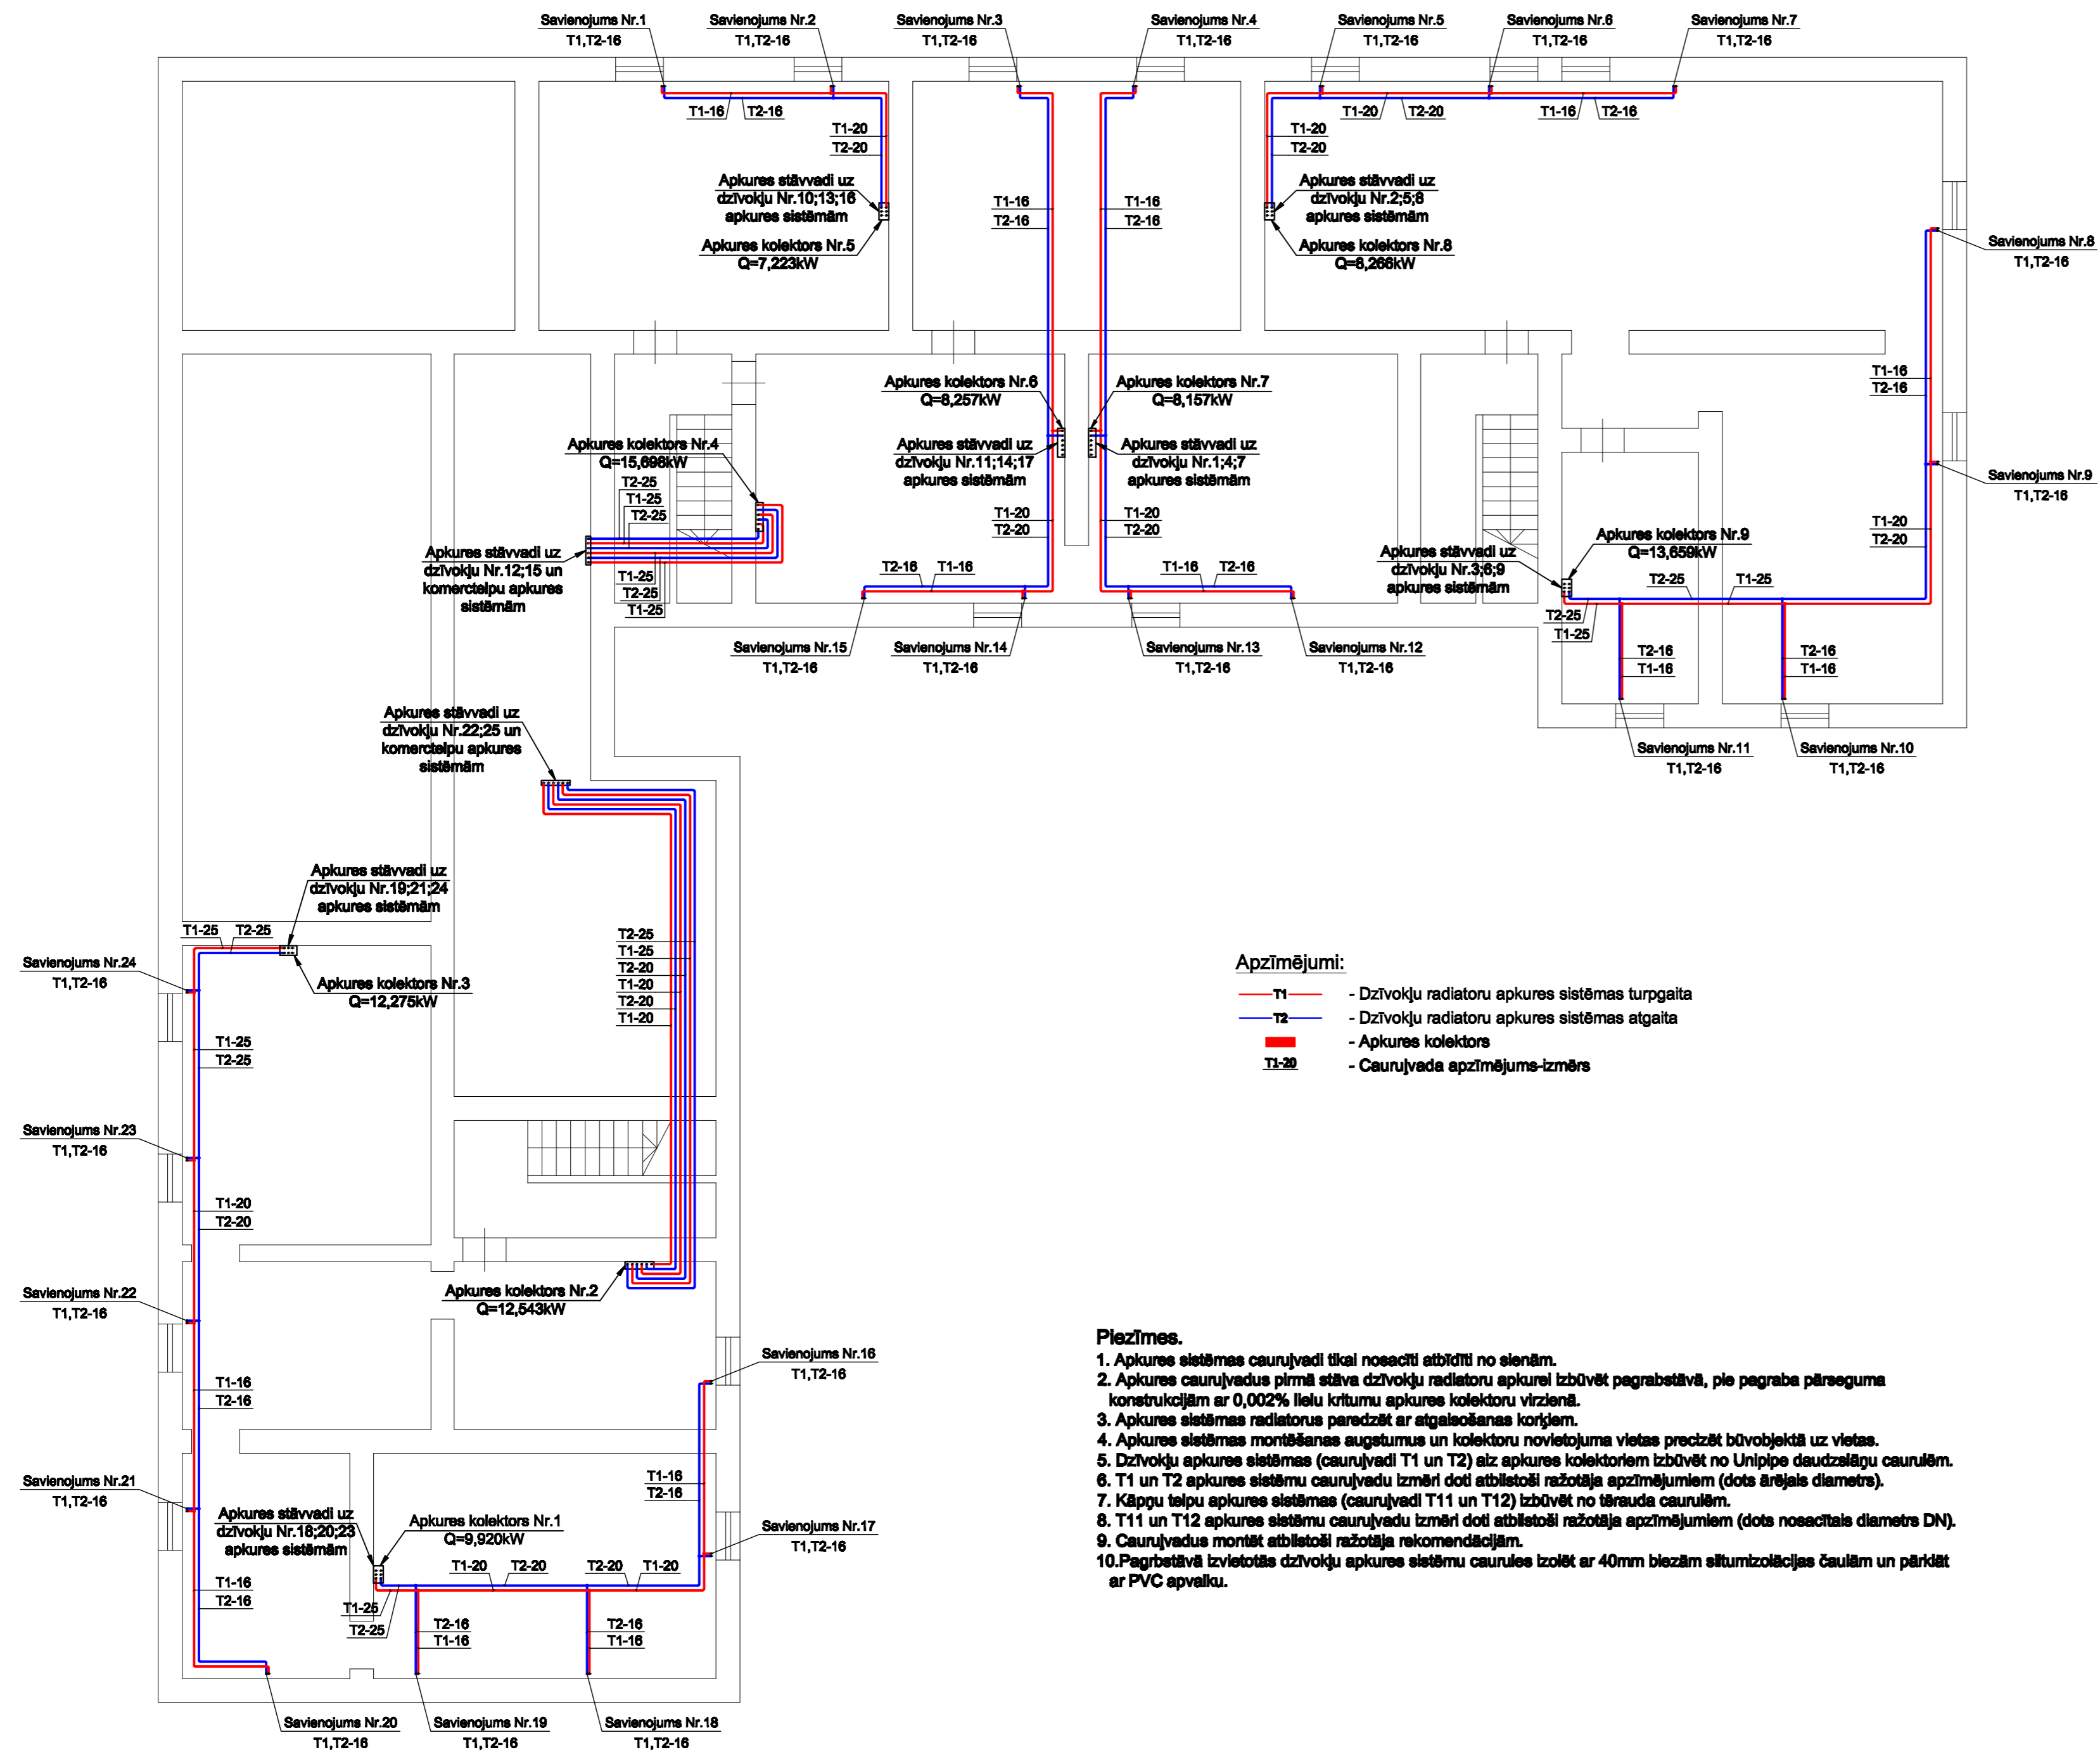 Savienojums Nr.1
T1,T2-16
Savienojums Nr.2
T1,T2-16
Savienojums Nr.3
T1,T2-16
Savienojums Nr.4
T1,T2-16
Savienojums Nr.5
T1,T2-16
Savienojums Nr.6
T1,T2-16
Savienojums Nr.7
T1,T2-16
T1-16
T2-16
T1-20
T2-20
T1-20
T2-20
T1-16
T2-16
T1-20
T2-20
Apkures stāvvadi uz
dzīvokļu Nr.10;13;16
apkures sistēmām
Apkures kolektors Nr.5
Q=7,223kW
T1-16
T2-16
T1-16
T2-16
Apkures stāvvadi uz
dzīvokļu Nr.2;5;8
apkures sistēmām
Apkures kolektors Nr.8
Q=8,266kW
Savienojums Nr.8
T1,T2-16
T1-16
T2-16
Apkures kolektors Nr.6
Q=8,257kW
Apkures kolektors Nr.7
Q=8,157kW
Apkures stāvvadi uz
dzīvokļu Nr.11;14;17
apkures sistēmām
Apkures stāvvadi uz
dzīvokļu Nr.1;4;7
apkures sistēmām
Apkures kolektors Nr.4
Q=15,698kW
T2-25
T1-25
T2-25
Apkures stāvvadi uz
dzīvokļu Nr.12;15 un
komerctelpu apkures
sistēmām
T1-25
T2-25
T1-25
T1-20
T2-20
T1-20
T2-20
Savienojums Nr.9
T1,T2-16
T1-20
T2-20
Apkures kolektors Nr.9
Q=13,659kW
Apkures stāvvadi uz
dzīvokļu Nr.3;6;9
apkures sistēmām
T2-16
T1-16
T1-16
T2-16
T2-25
T1-25
T2-25
T1-25
T2-16
T1-16
T2-16
T1-16
Savienojums Nr.15
T1,T2-16
Savienojums Nr.14
T1,T2-16
Savienojums Nr.13
T1,T2-16
Savienojums Nr.12
T1,T2-16
Savienojums Nr.11
T1,T2-16
Savienojums Nr.10
T1,T2-16
Apkures stāvvadi uz
dzīvokļu Nr.22;25 un
komerctelpu apkures
sistēmām
Apkures stāvvadi uz
dzīvokļu Nr.19;21;24
apkures sistēmām
T1-25
T2-25
Savienojums Nr.24
T1,T2-16
Apkures kolektors Nr.3
Q=12,275kW
T2-25
T1-25
T2-20
T1-20
T2-20
T1-20
T1-25
T2-25
Savienojums Nr.23
T1,T2-16
T1-20
T2-20
Apkures kolektors Nr.2
Q=12,543kW
Savienojums Nr.22
T1,T2-16
Savienojums Nr.16
T1,T2-16
T1-16
T2-16
Savienojums Nr.21
T1,T2-16
T1-16
T2-16
Apkures stāvvadi uz
dzīvokļu Nr.18;20;23
apkures sistēmām
Apkures kolektors Nr.1
Q=9,920kW
Savienojums Nr.17
T1,T2-16
T1-20
T2-20
T2-20
T1-20
T1-16
T2-16
T1-25
T2-25
T2-16
T1-16
T2-16
T1-16
Savienojums Nr.20
T1,T2-16
Savienojums Nr.19
T1,T2-16
Savienojums Nr.18
T1,T2-16
Apzīmējumi:
T1 - Dzīvokļu radiatoru apkures sistēmas turpgaita
T2 - Dzīvokļu radiatoru apkures sistēmas atgaita
- Apkures kolektors
T1-20 - Cauruļvada apzīmējums-izmērs
Piezīmes.
1. Apkures sistēmas cauruļvadi tikai nosacīti atbīdīti no sienām.
2. Apkures cauruļvadus pirmā stāva dzīvokļu radiatoru apkurei izbūvēt pagrabstāvā, pie pagraba pārseguma
konstrukcijām ar 0,002% lielu kritumu apkures kolektoru virzienā.
3. Apkures sistēmas radiatorus paredzēt ar atgaisošanas korķiem.
4. Apkures sistēmas montēšanas augstumus un kolektoru novietojuma vietas precizēt būvobjektā uz vietas.
5. Dzīvokļu apkures sistēmas (cauruļvadi T1 un T2) aiz apkures kolektoriem izbūvēt no Unipipe daudzslāņu caurulēm.
6. T1 un T2 apkures sistēmu cauruļvadu izmēri doti atbilstoši ražotāja apzīmējumiem (dots ārējais diametrs).
7. Kāpņu telpu apkures sistēmas (cauruļvadi T11 un T12) izbūvēt no tērauda caurulēm.
8. T11 un T12 apkures sistēmu cauruļvadu izmēri doti atbilstoši ražotāja apzīmējumiem (dots nosacītais diametrs DN).
9. Cauruļvadus montēt atbilstoši ražotāja rekomendācijām.
10.Pagrbstāvā izvietotās dzīvokļu apkures sistēmu caurules izolēt ar 40mm biezām siltumizolācijas čaulām un pārklāt
ar PVC apvalku.